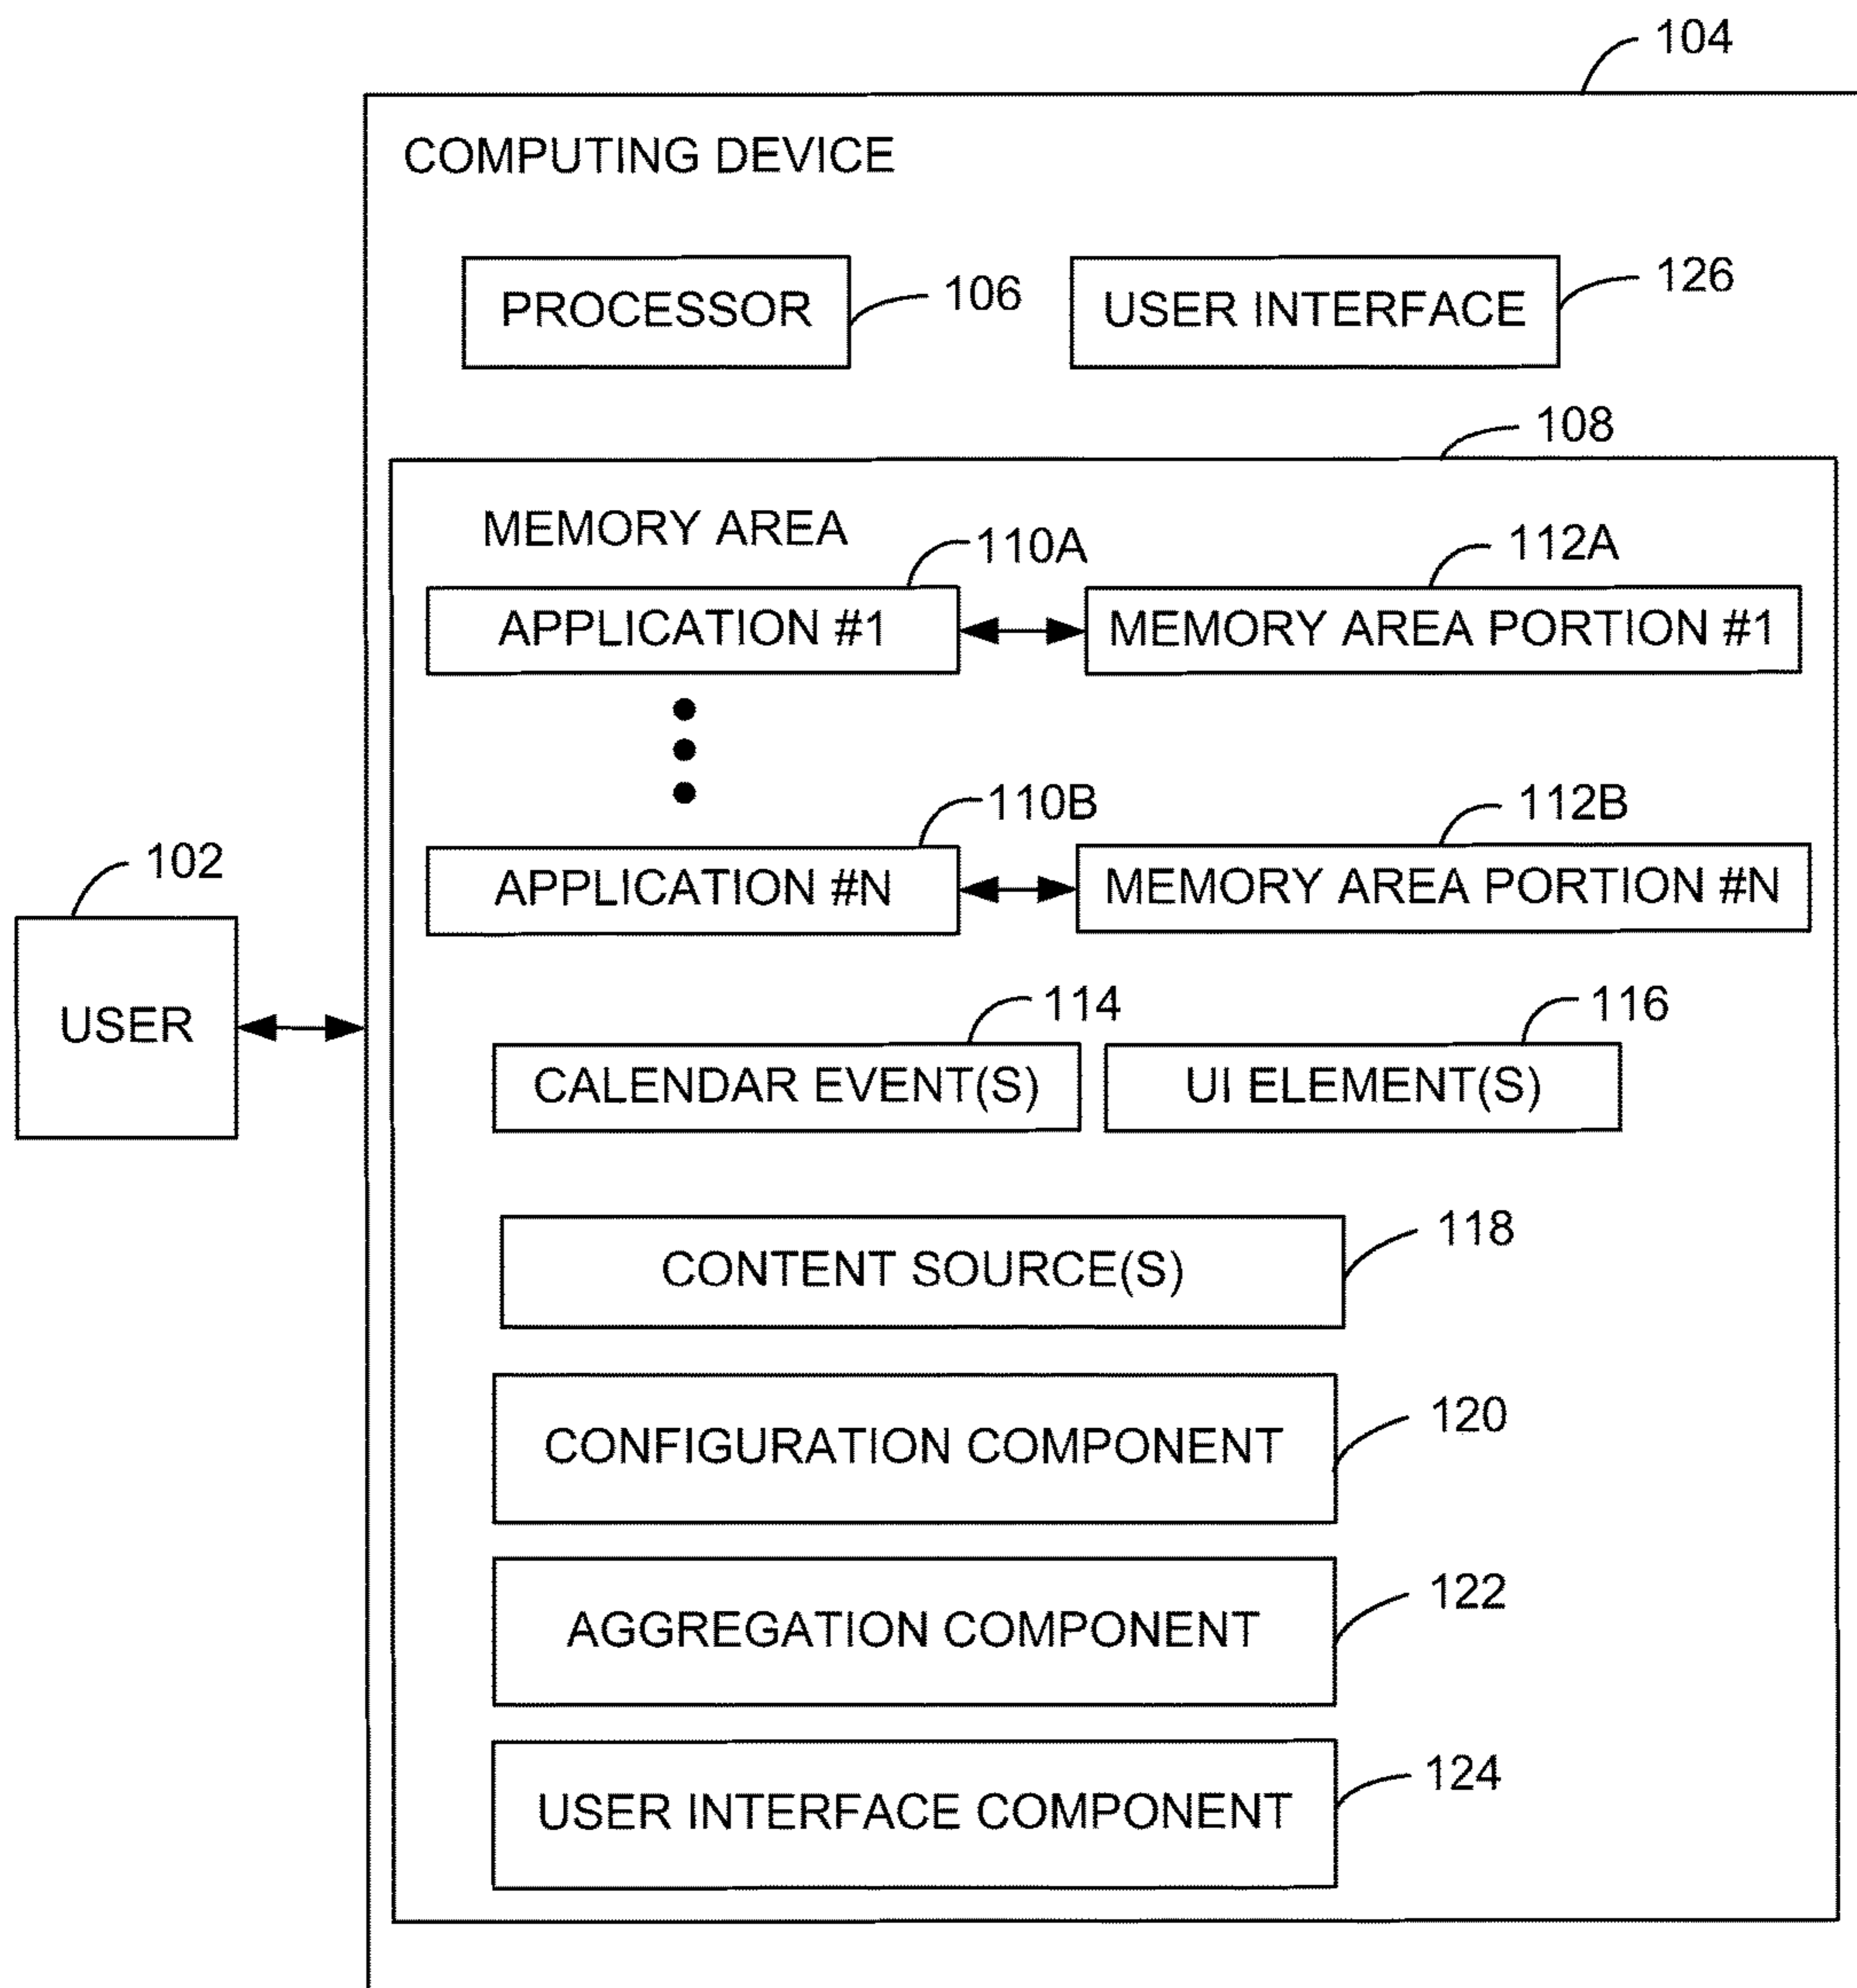 104
COMPUTING DEVICE
PROCESSOR
106
USER INTERFACE
126
108
MEMORY AREA
110A
112A
APPLICATION #1
MEMORY AREA PORTION #1
110B
112B
APPLICATION #N
MEMORY AREA PORTION #N
102
USER
114
116
CALENDAR EVENT(S)
UI ELEMENT(S)
118
CONTENT SOURCE(S)
120
CONFIGURATION COMPONENT
122
AGGREGATION COMPONENT
124
USER INTERFACE COMPONENT